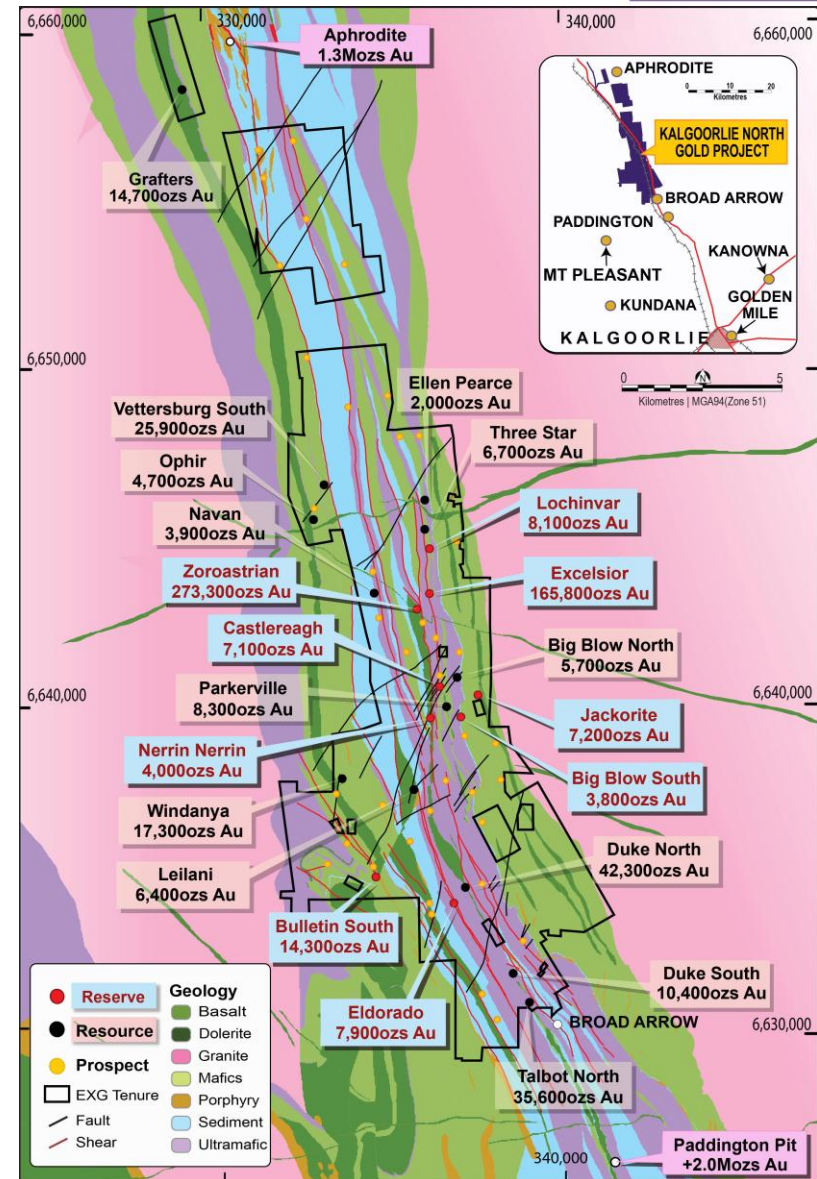 6,660,000
330,000
340,000
6,660,000
Aphrodite
1.3Mozs Au
APHRODITE
0 10 20
Kilometres
KALGOORLIE NORTH
GOLD PROJECT
BROAD ARROW
PADDINGTON
KANOWNA
MT PLEASANT
GOLDEN
MILE
KUNDANA
KALGOORLIE
Grafters
14,700ozs Au
6,650,000
N
0 5
Kilometres | MGA94(Zone 51)
Ellen Pearce
2,000ozs Au
Vettersburg South
25,900ozs Au
Three Star
6,700ozs Au
Ophir
4,700ozs Au
Lochinvar
8,100ozs Au
Navan
3,900ozs Au
Zoroastrian
273,300ozs Au
Excelsior
165,800ozs Au
Castlereagh
7,100ozs Au
Big Blow North
5,700ozs Au
Parkerville
8,300ozs Au
6,640,000
6,640,000
Jackorite
7,200ozs Au
Nerrin Nerrin
4,000ozs Au
Big Blow South
3,800ozs Au
Windanya
17,300ozs Au
Duke North
42,300ozs Au
Leilani
6,400ozs Au
Bulletin South
14,300ozs Au
Duke South
10,400ozs Au
Eldorado
7,900ozs Au
BROAD ARROW
6,630,000
Talbot North
35,600ozs Au
Paddington Pit
+2.0Mozs Au
340,000
Reserve
Resource
Prospect
EXG Tenure
Fault
Shear
Geology
Basalt
Dolerite
Granite
Mafics
Porphyry
Sediment
Ultramafic